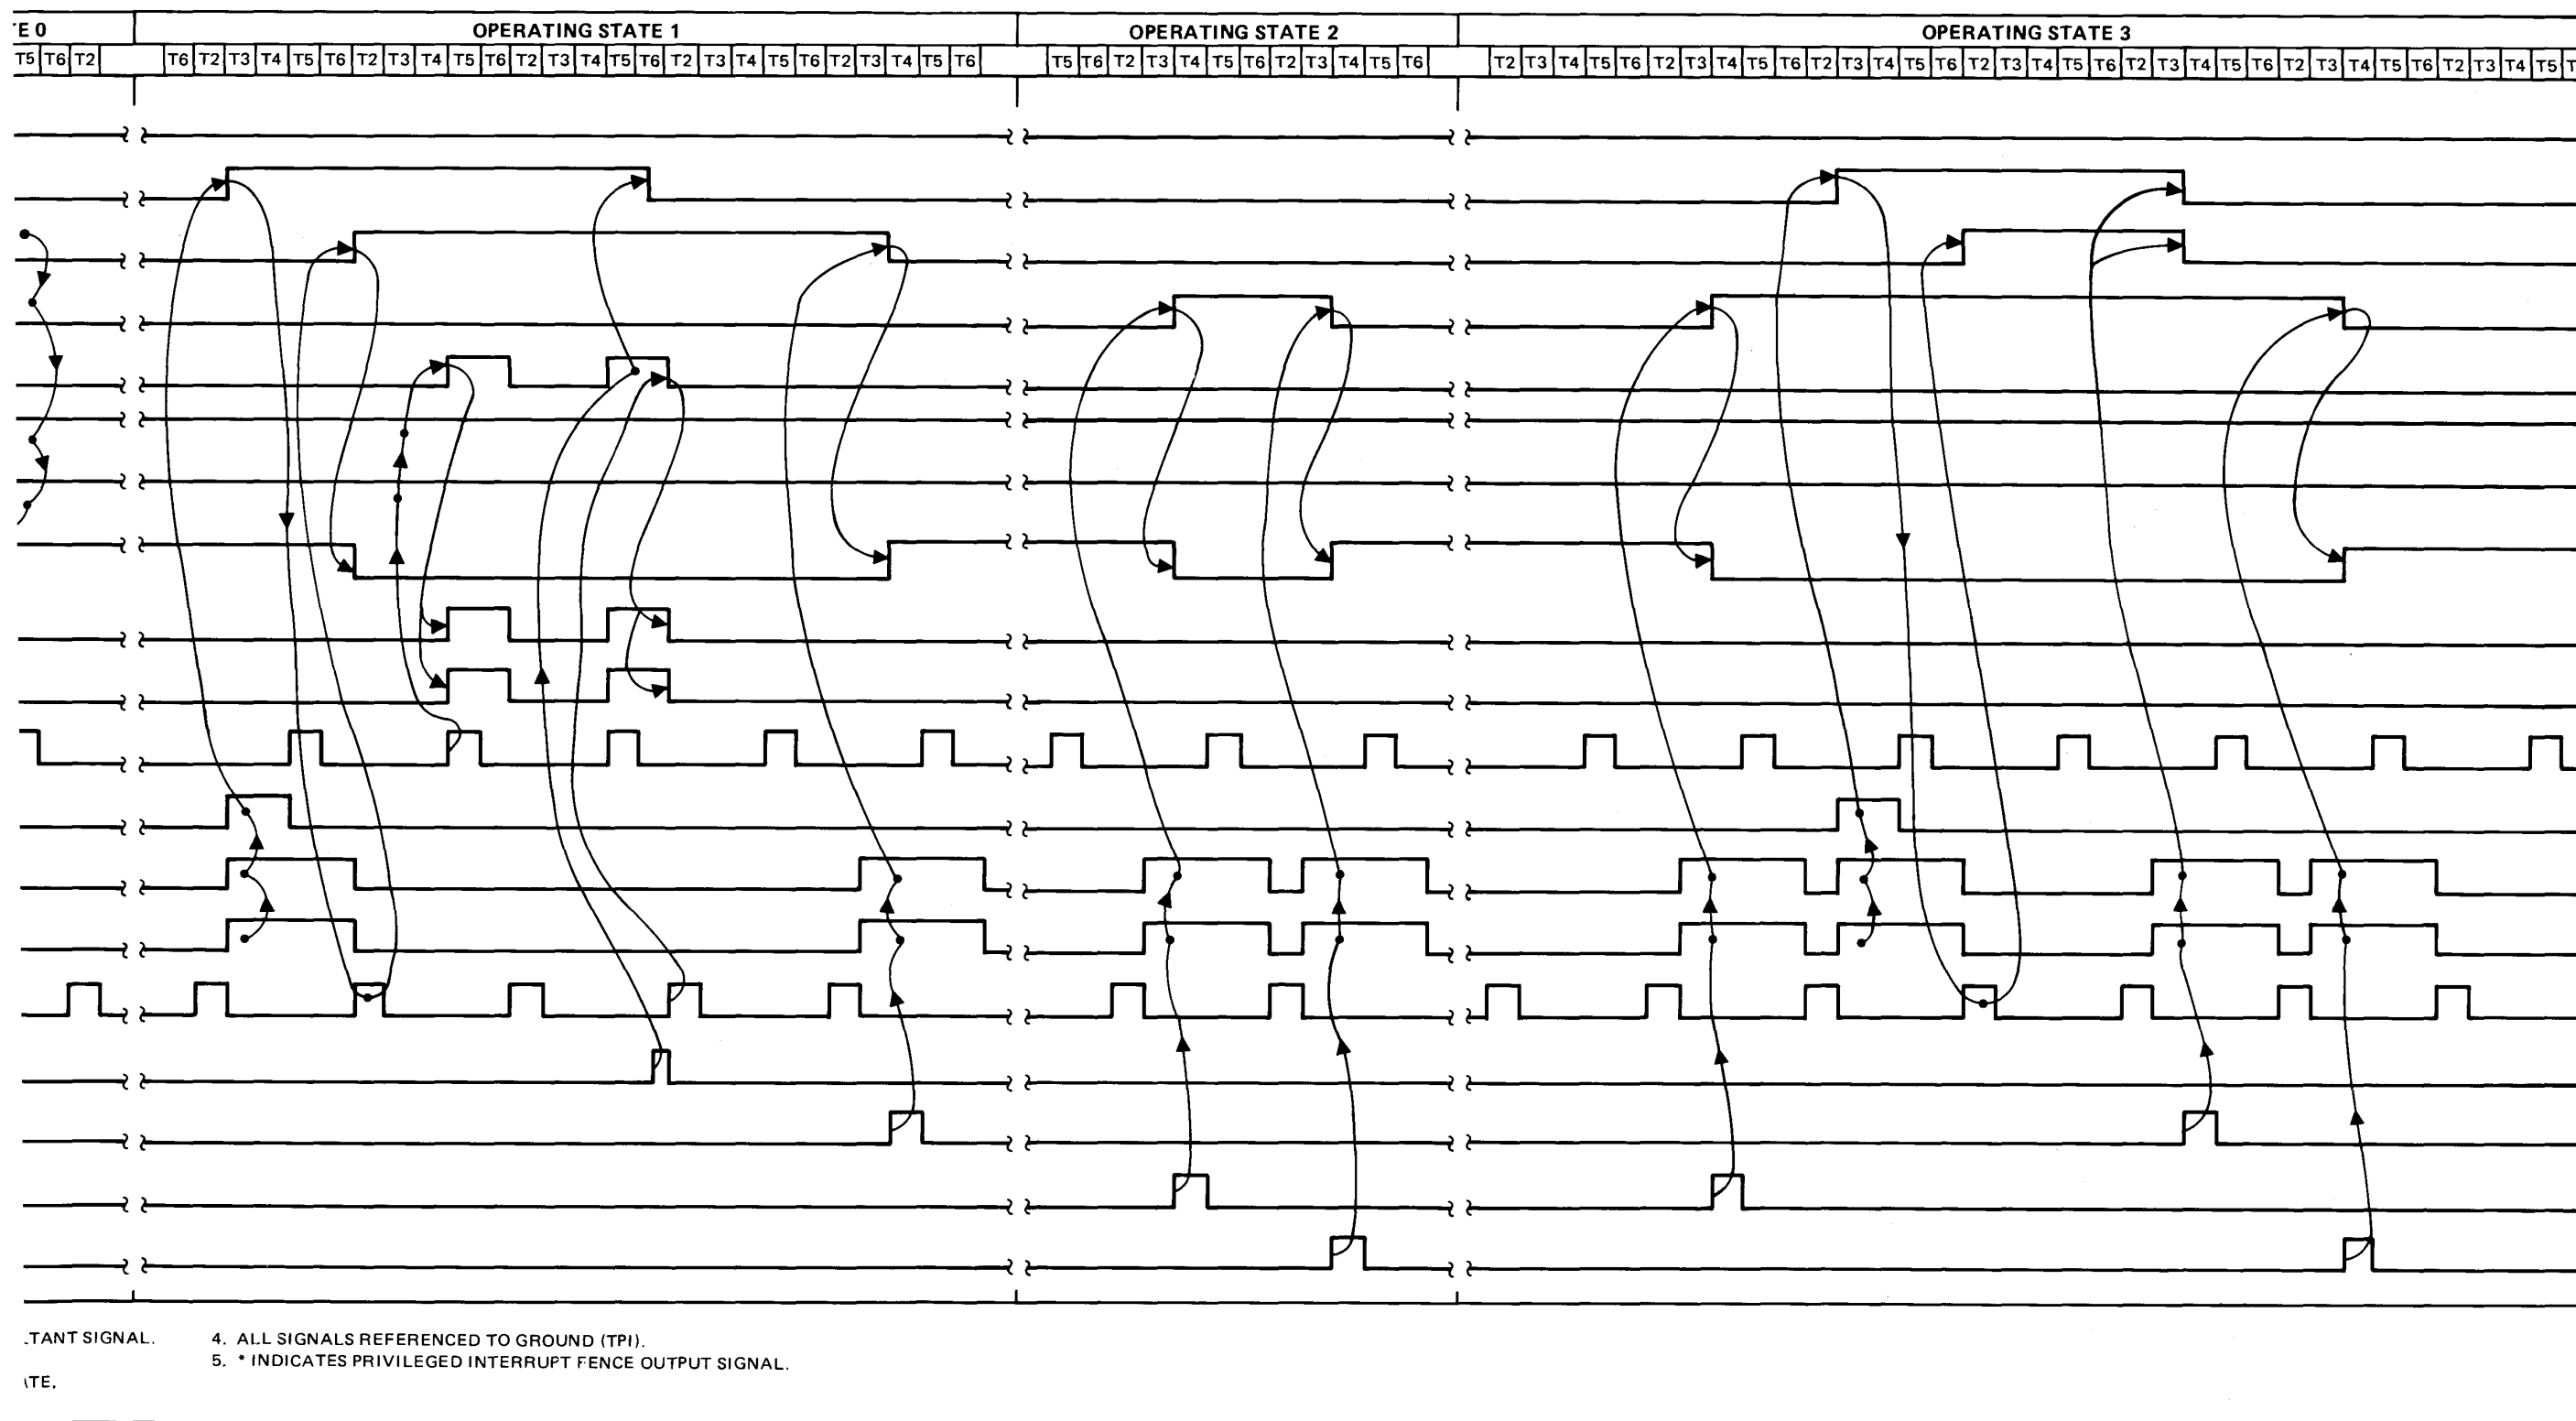 E 0 OPERATING STATE 1 OPERATING STATE 2 OPERATING STATE 3
T5 T6 T2 T6 T2 T3 T4 T5 T6 T2 T3 T4 T5 T6 T2 T3 T4 T5 T6 T2 T3 T4 T5 T6 T2 T3 T4 T5 T6 T5 T6 T2 T3 T4 T5 T6 T2 T3 T4 T5 T6 T2 T3 T4 T5 T6 T2 T3 T4 T5 T6 T2 T3 T4 T5 T6 T2 T3 T4 T5 T6 T2 T3 T4 T5 T6 T2 T3 T4 T5 T6 T2 T3 T4 T5 T
TANT SIGNAL. 4. ALL SIGNALS REFERENCED TO GROUND (TPI).
5. * INDICATES PRIVILEGED INTERRUPT FENCE OUTPUT SIGNAL.
TE.